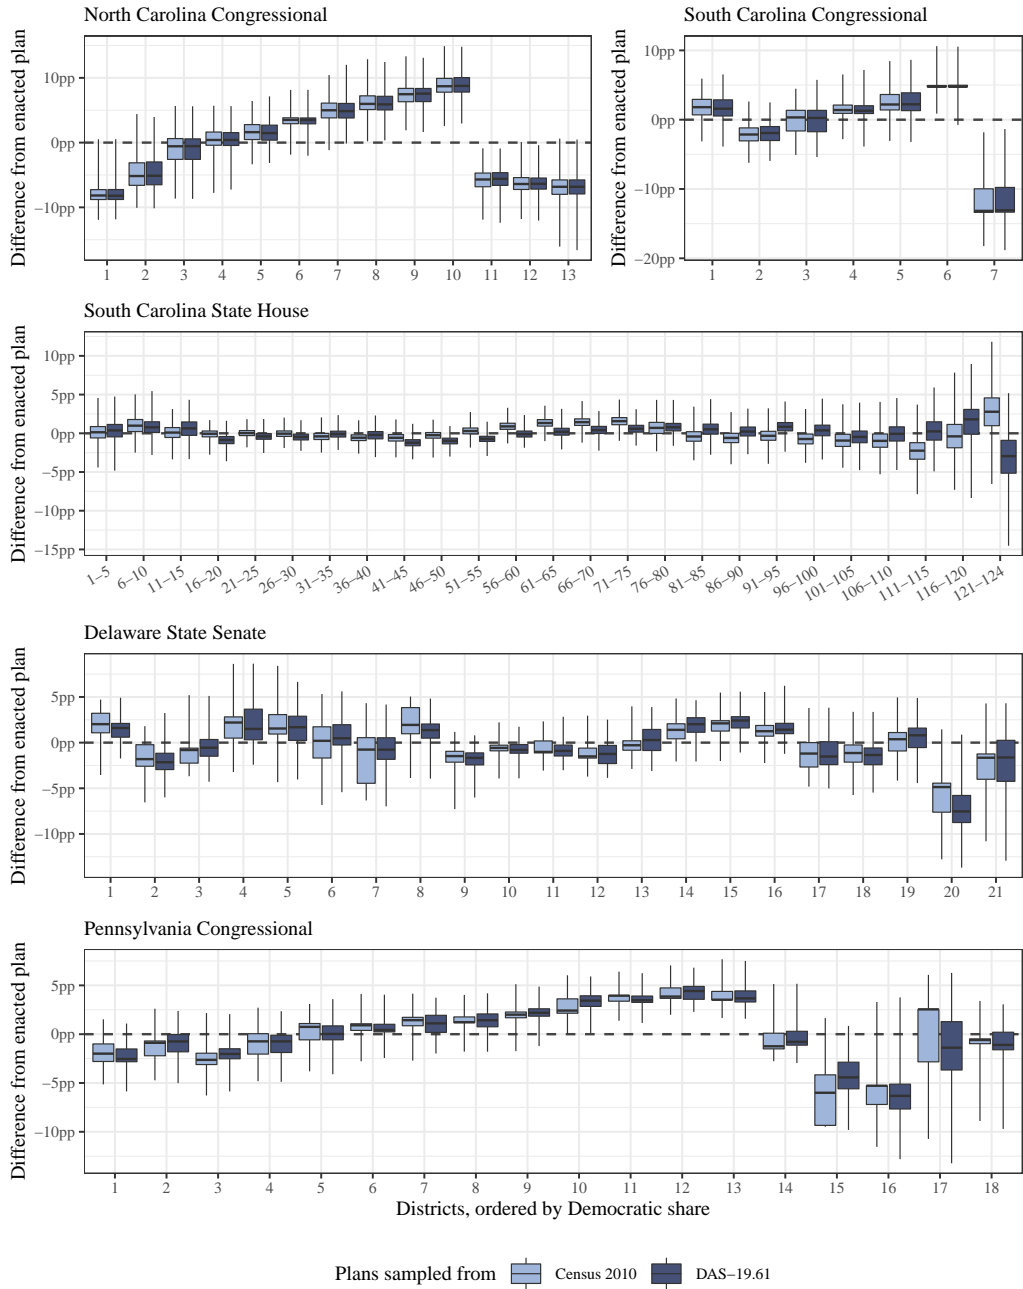 North Carolina Congressional
Difference from enacted plan
10pp
0pp
−10pp
1 2 3 4 5 6 7 8 9 10 11 12 13
South Carolina Congressional
Difference from enacted plan
10pp
0pp
−10pp
−20pp
1 2 3 4 5 6 7
South Carolina State House
Difference from enacted plan
10pp
5pp
0pp
−5pp
−10pp
−15pp
1−5 6−10 11−15 16−20 21−25 26−30 31−35 36−40 41−45 46−50 51−55 56−60 61−65 66−70 71−75 76−80 81−85 86−90 91−95 96−100 101−105 106−110 111−115 116−120 121−124
Delaware State Senate
Difference from enacted plan
5pp
0pp
−5pp
−10pp
1 2 3 4 5 6 7 8 9 10 11 12 13 14 15 16 17 18 19 20 21
Pennsylvania Congressional
Difference from enacted plan
5pp
0pp
−5pp
−10pp
1 2 3 4 5 6 7 8 9 10 11 12 13 14 15 16 17 18
Districts, ordered by Democratic share
Plans sampled from Census 2010 DAS−19.61